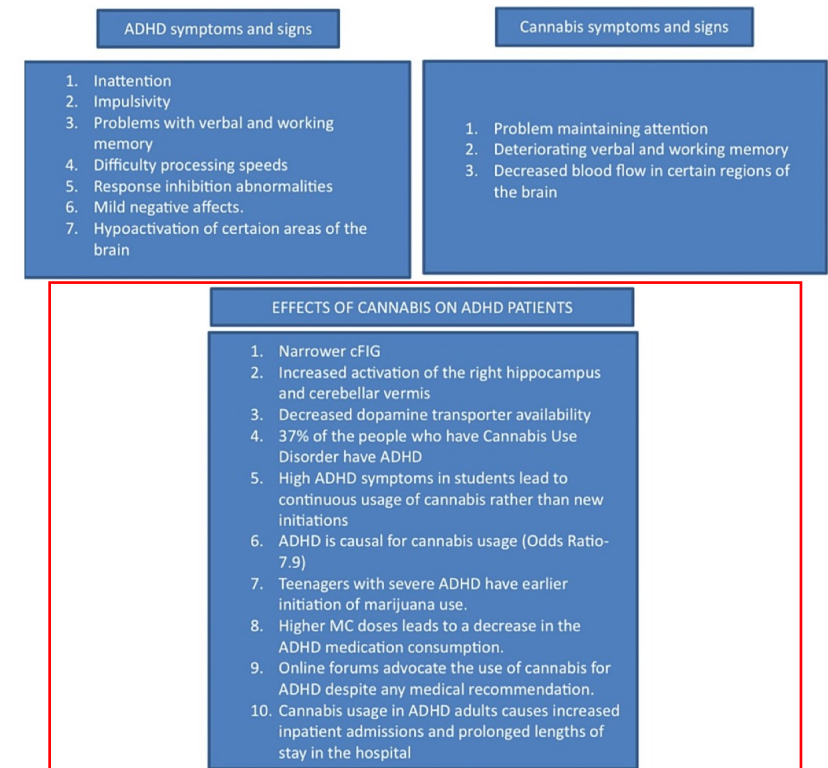 ADHD symptoms and signs
1. Inattention
2. Impulsivity
3. Problems with verbal and working
memory
4. Difficulty processing speeds
5. Response inhibition abnormalities
6. Mild negative affects.
7. Hypoactivation of certaion areas of the
brain
Cannabis symptoms and signs
1. Problem maintaining attention
2. Deteriorating verbal and working memory
3. Decreased blood flow in certain regions of
the brain
EFFECTS OF CANNABIS ON ADHD PATIENTS
1. Narrower cFIG
2. Increased activation of the right hippocampus
and cerebellar vermis
3. Decreased dopamine transporter availability
4. 37% of the people who have Cannabis Use
Disorder have ADHD
5. High ADHD symptoms in students lead to
continuous usage of cannabis rather than new
initiations
6. ADHD is causal for cannabis usage (Odds Ratio-
7.9)
7. Teenagers with severe ADHD have earlier
initiation of marijuana use.
8. Higher MC doses leads to a decrease in the
ADHD medication consumption.
9. Online forums advocate the use of cannabis for
ADHD despite any medical recommendation.
10. Cannabis usage in ADHD adults causes increased
inpatient admissions and prolonged lengths of
stay in the hospital